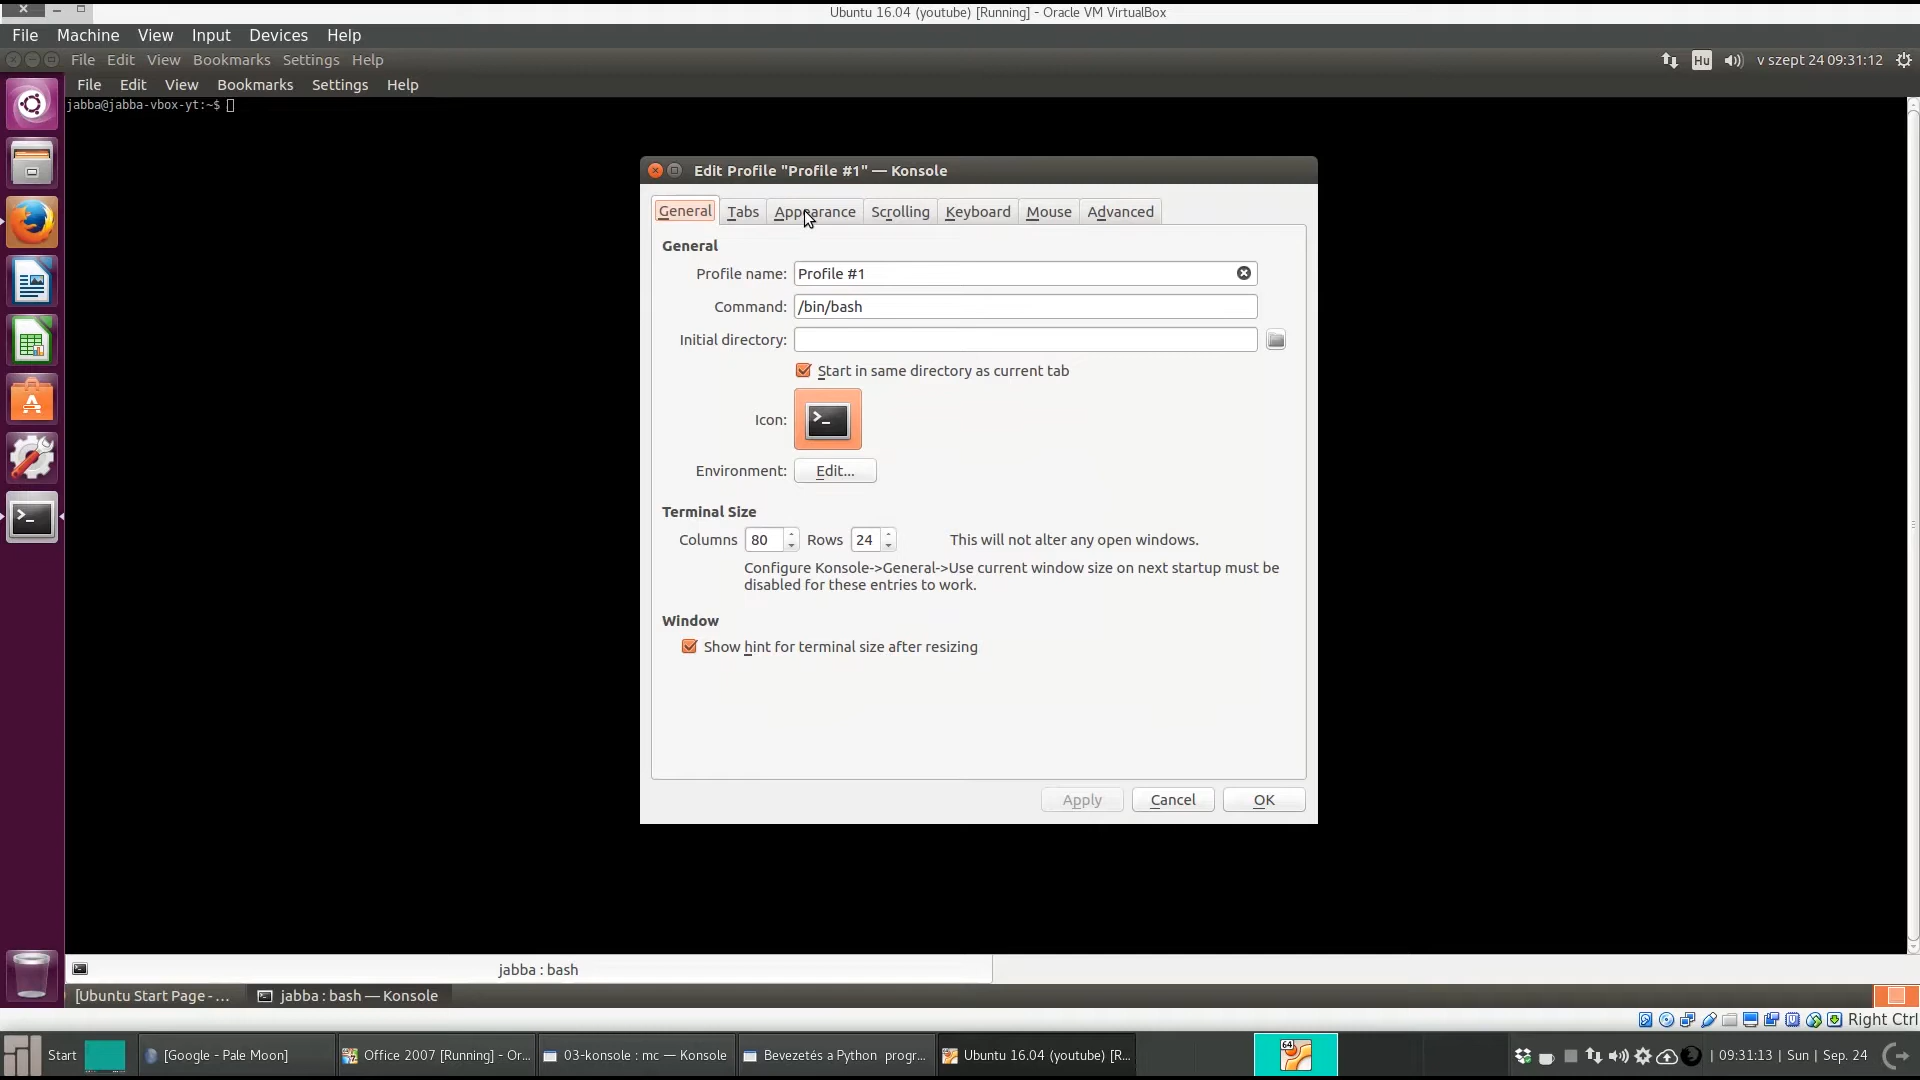 Ubuntu 16.04 (youtube) [Running] - Oracle VM VirtualBox
File Machine View Input Devices Help
File Edit View Bookmarks Settings Help
Hu v szept 24 09:31:12
File Edit View Bookmarks Settings Help
jabba@jabba-vbox-yt:~$
Edit Profile "Profile #1" — Konsole
General Tabs Appearance Scrolling Keyboard Mouse Advanced
General
Profile name: Profile #1
Command: /bin/bash
Initial directory:
Start in same directory as current tab
Icon: >_
Environment: Edit...
Terminal Size
Columns 80 Rows 24 This will not alter any open windows.
Configure Konsole->General->Use current window size on next startup must be
disabled for these entries to work.
Window
Show hint for terminal size after resizing
Apply Cancel OK
jabba : bash
[Ubuntu Start Page -... jabba : bash — Konsole
Right Ctrl
Start [Google - Pale Moon] Office 2007 [Running] - Or... 03-konsole : mc — Konsole Bevezetés a Python progr... Ubuntu 16.04 (youtube) [R... 64 | 09:31:13 | Sun | Sep. 24